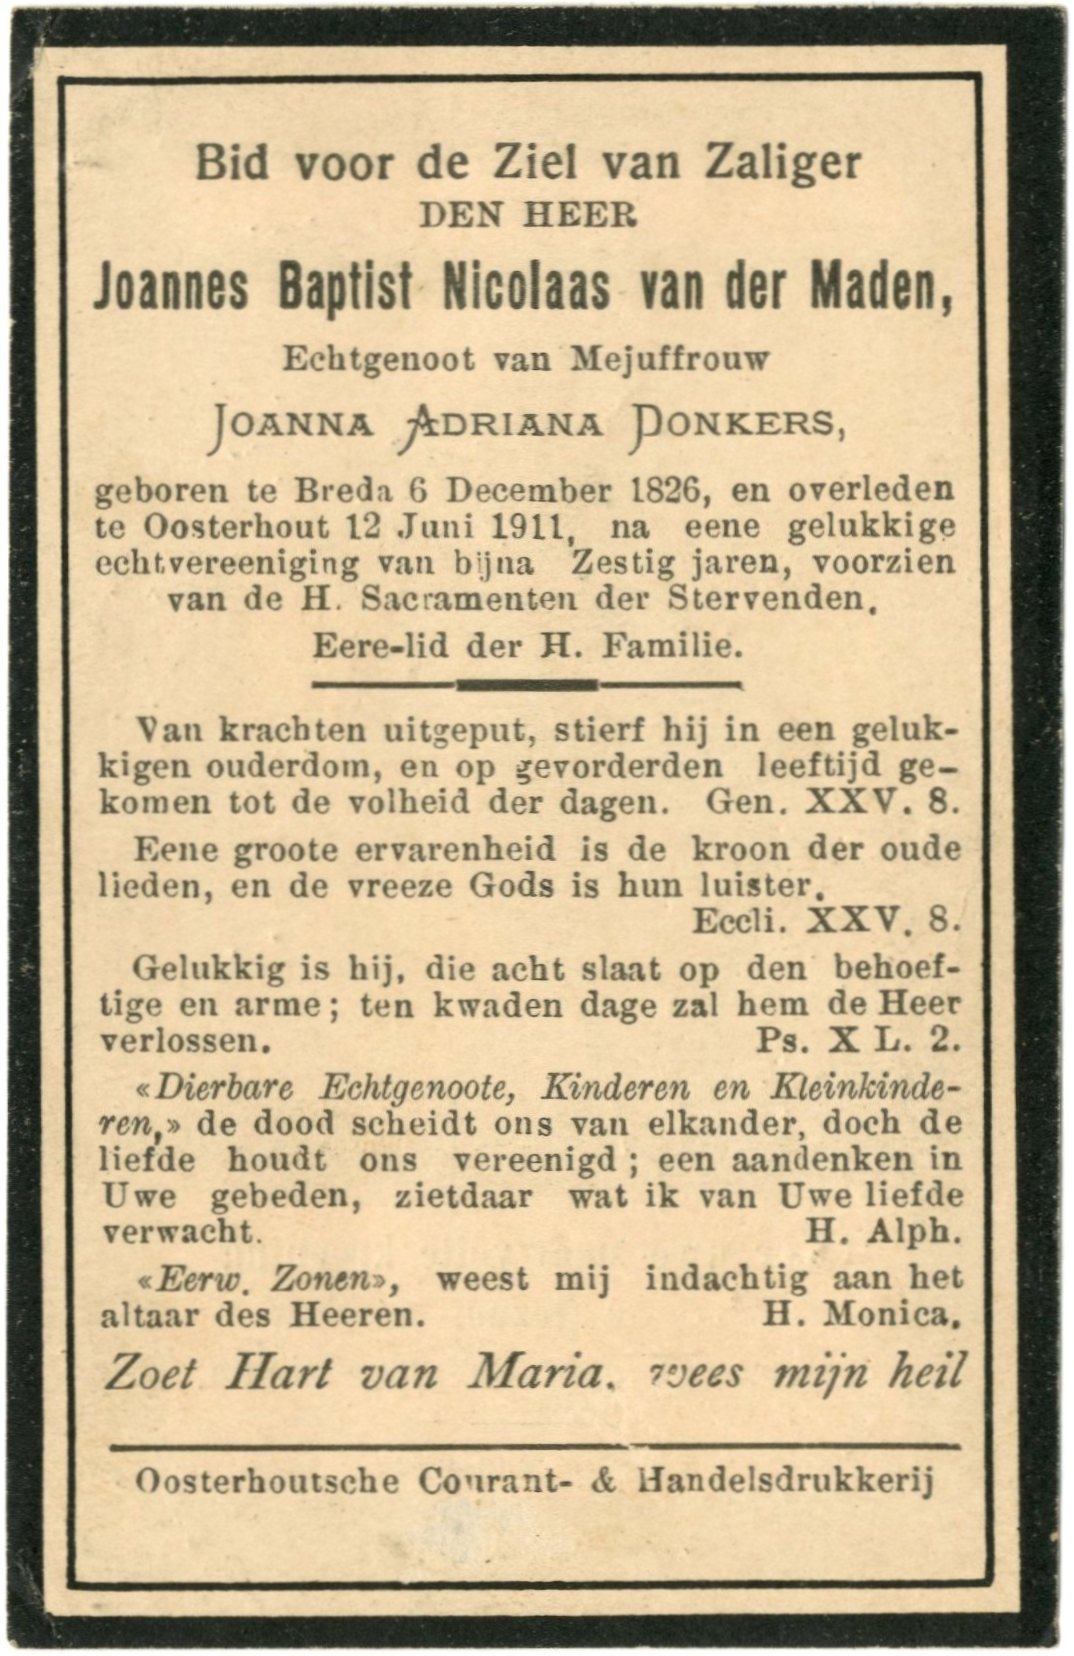 Bid voor de Ziel van Zaliger
DEN HEER
Joannes Baptist Nicolaas van der Maden,
Echtgenoot van Mejuffrouw
JOANNA ADRIANA DONKERS,
geboren te Breda 6 December 1826, en overleden
te Oosterhout 12 Juni 1911, na eene gelukkige
echtvereeniging van bijna Zestig jaren, voorzien
van de H. Sacramenten der Stervenden.
Eere-lid der H. Familie.
Van krachten uitgeput, stierf hij in een geluk-
kigen ouderdom, en op gevorderden leeftijd ge-
komen tot de volheid der dagen. Gen. XXV. 8.
Eene groote ervarenheid is de kroon der oude
lieden, en de vreeze Gods is hun luister.
Eccli. XXV. 8.
Gelukkig is hij, die acht slaat op den behoef-
tige en arme; ten kwaden dage zal hem de Heer
verlossen. Ps. X L. 2.
«Dierbare Echtgenoote, Kinderen en Kleinkinde-
ren,» de dood scheidt ons van elkander, doch de
liefde houdt ons vereenigd; een aandenken in
Uwe gebeden, zietdaar wat ik van Uwe liefde
verwacht. H. Alph.
«Eerw. Zonen», weest mij indachtig aan het
altaar des Heeren. H. Monica.
Zoet Hart van Maria. wees mijn heil
Oosterhoutsche Courant- & Handelsdrukkerij